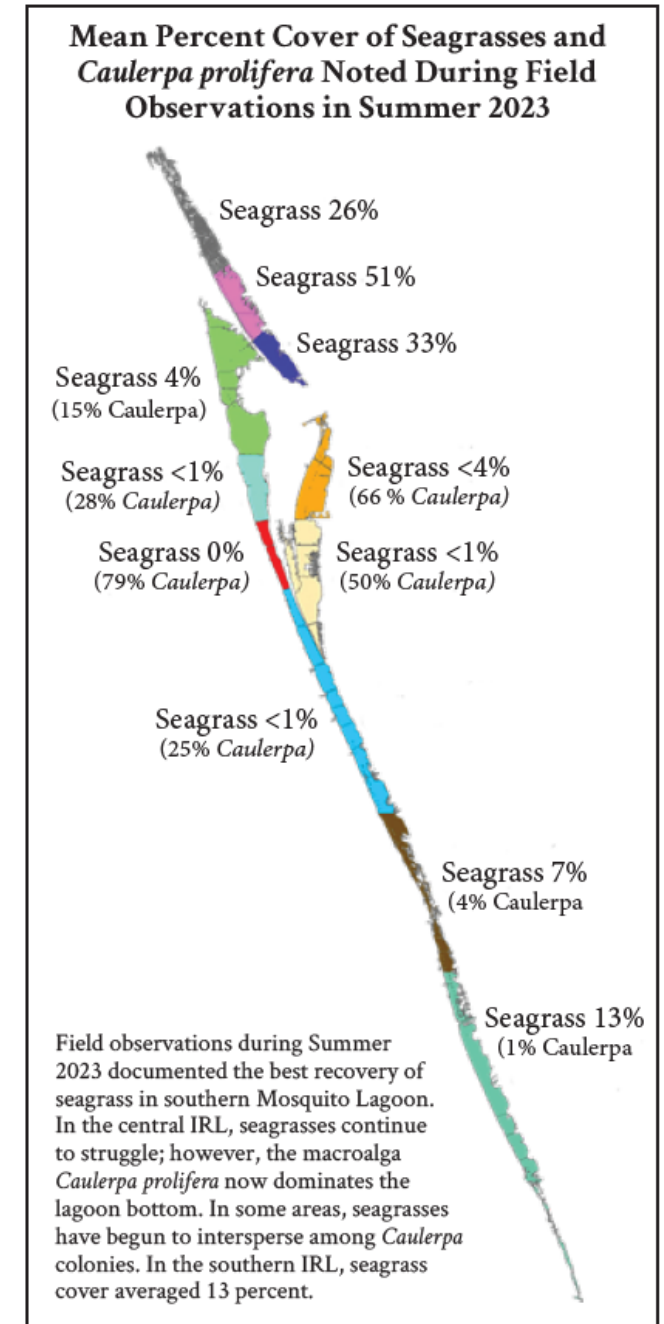 Mean Percent Cover of Seagrasses and
Caulerpa prolifera Noted During Field
Observations in Summer 2023
Seagrass 26%
Seagrass 51%
Seagrass 33%
Seagrass 4%
(15% Caulerpa)
Seagrass <1%
(28% Caulerpa)
Seagrass <4%
(66 % Caulerpa)
Seagrass 0%
(79% Caulerpa)
Seagrass <1%
(50% Caulerpa)
Seagrass <1%
(25% Caulerpa)
Seagrass 7%
(4% Caulerpa
Seagrass 13%
(1% Caulerpa
Field observations during Summer
2023 documented the best recovery of
seagrass in southern Mosquito Lagoon.
In the central IRL, seagrasses continue
to struggle; however, the macroalga
Caulerpa prolifera now dominates the
lagoon bottom. In some areas, seagrasses
have begun to intersperse among Caulerpa
colonies. In the southern IRL, seagrass
cover averaged 13 percent.